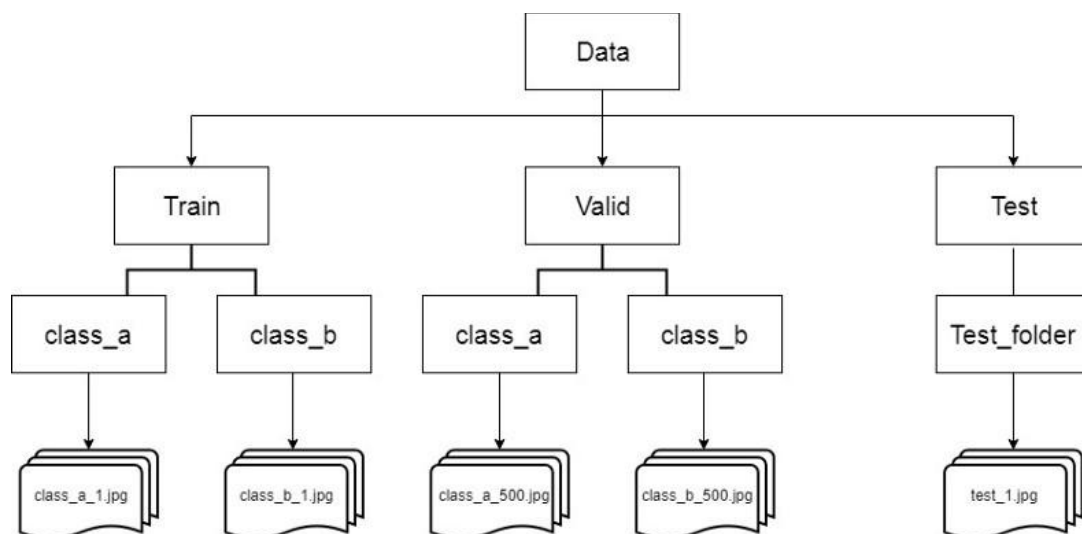 Data
Train
Valid
Test
class_a
class_b
class_a
class_b
Test_folder
class_a_1.jpg
class_b_1.jpg
class_a_500.jpg
class_b_500.jpg
test_1.jpg